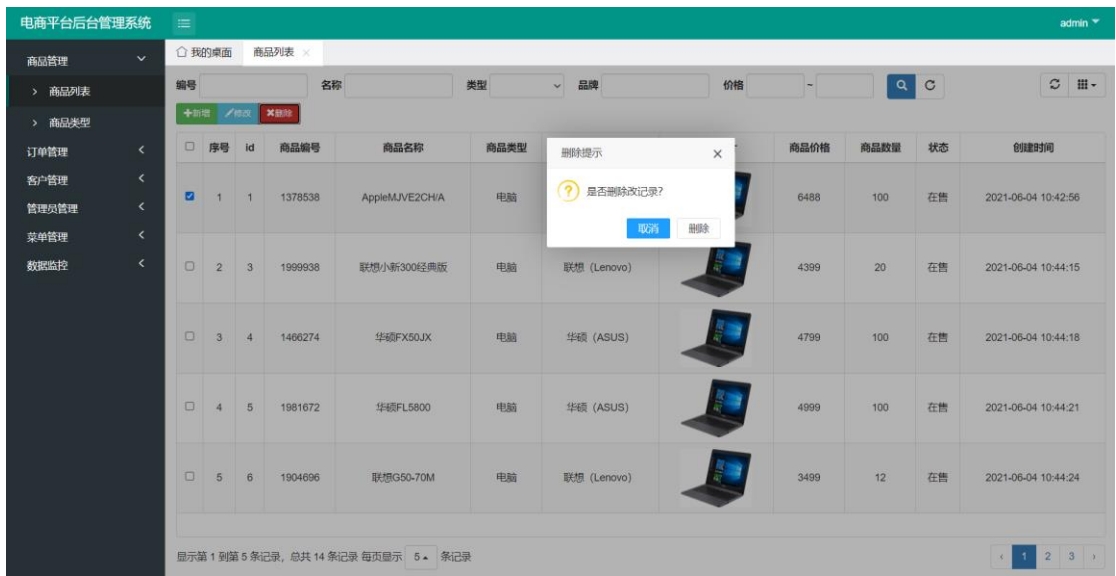 电商平台后台管理系统
admin
商品管理
我的桌面 商品列表
商品列表
编号 名称 类型 品牌 价格 ~
新增 修改 删除
商品类型
订单管理
序号 id 商品编号 商品名称 商品类型 商品价格 商品数量 状态 创建时间
删除提示
客户管理
是否删除改记录?
1 1 1378538 AppleMJVE2CH/A 电脑 6488 100 在售 2021-06-04 10:42:56
管理员管理
取消 删除
菜单管理
数据监控
2 3 1999938 联想小新300经典版 电脑 联想 (Lenovo) 4399 20 在售 2021-06-04 10:44:15
3 4 1466274 华硕FX50JX 电脑 华硕 (ASUS) 4799 100 在售 2021-06-04 10:44:18
4 5 1981672 华硕FL5800 电脑 华硕 (ASUS) 4999 100 在售 2021-06-04 10:44:21
5 6 1904696 联想G50-70M 电脑 联想 (Lenovo) 3499 12 在售 2021-06-04 10:44:24
显示第 1 到第 5 条记录, 总共 14 条记录 每页显示 5 条记录
‹ 1 2 3 ›